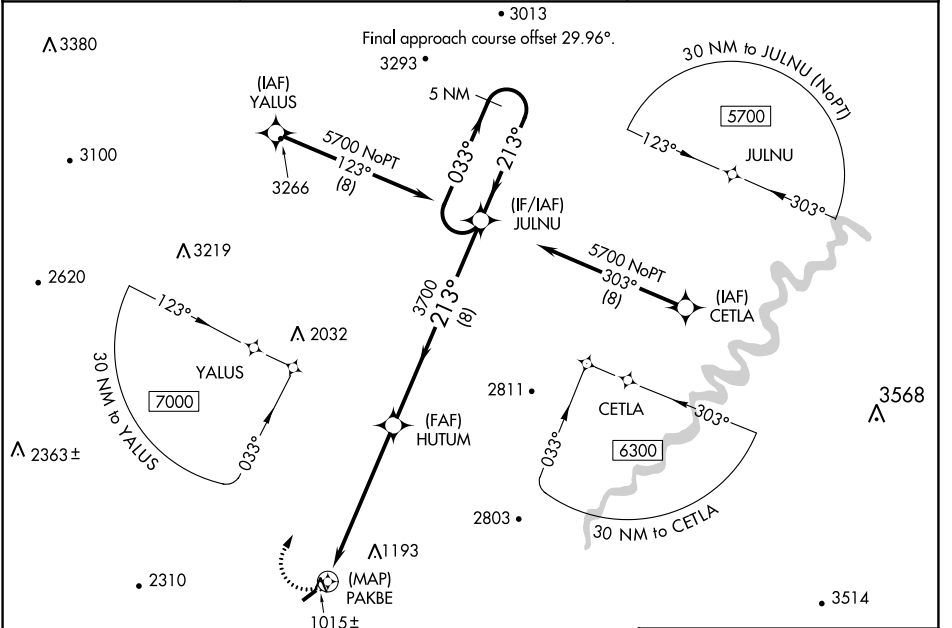 3013
3380
Final approach course offset 29.96°.
3293
30 NM to JULNU (NoPT)
(IAF)
YALUS
5 NM
5700
3100
5700 NoPT
123°
(8)
033°
213°
123°
JULNU
3266
303°
(IF/IAF)
JULNU
3219
5700 NoPT
303°
(8)
2620
(IAF)
CETLA
3700
213°
(8)
123°
2032
YALUS
7000
033°
30 NM to YALUS
2811
CETLA
303°
3568
033°
6300
30 NM to CETLA
(FAF)
HUTUM
2363±
2803
1193
2310
(MAP)
PAKBE
1015±
3514